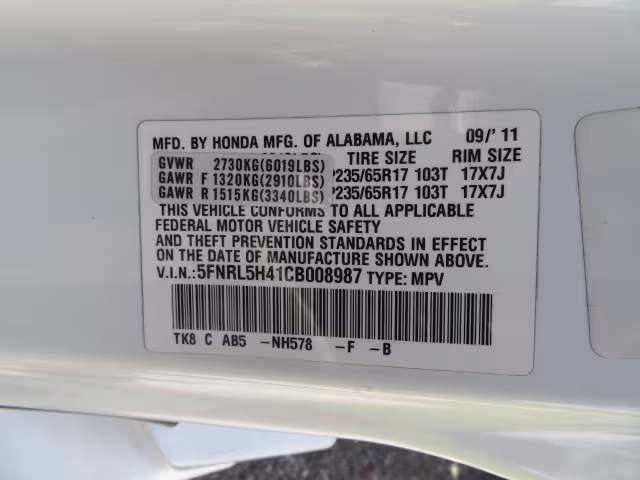 MFD. BY HONDA MFG. OF ALABAMA, LLC 09/'11
GVWR 2730KG(6019LBS) TIRE SIZE RIM SIZE
GAWR F 1320KG(2910LBS) P235/65R17 103T 17X7J
GAWR R 1515KG(3340LBS) P235/65R17 103T 17X7J
THIS VEHICLE CONFORMS TO ALL APPLICABLE
FEDERAL MOTOR VEHICLE SAFETY
AND THEFT PREVENTION STANDARDS IN EFFECT
ON THE DATE OF MANUFACTURE SHOWN ABOVE.
V.I.N.: 5FNRL5H41CB008987 TYPE: MPV
TK8 C AB5 -NH578 -F -B